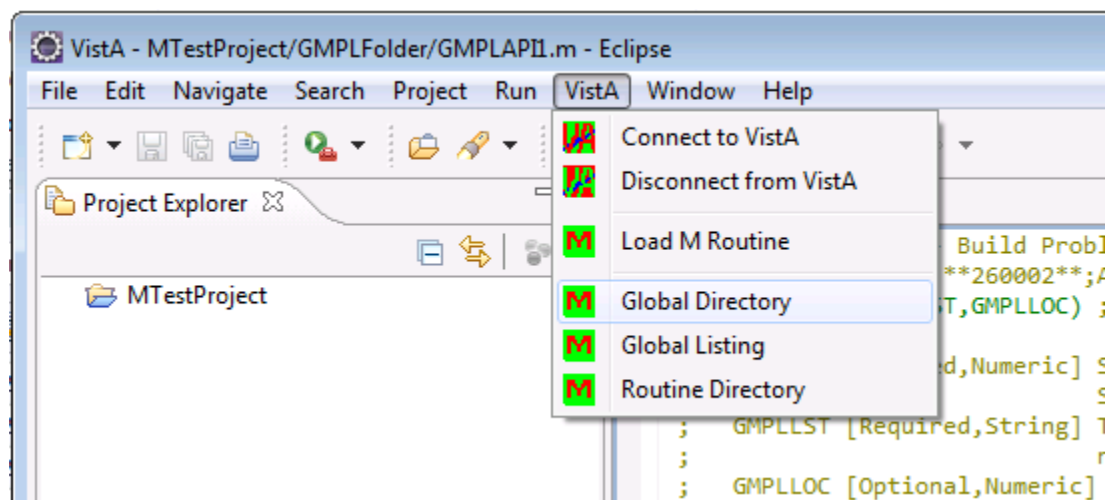 VistA - MTestProject/GMPLFolder/GMPLAPI1.m - Eclipse
File Edit Navigate Search Project Run VistA Window Help
Connect to VistA
Disconnect from VistA
Project Explorer
Load M Routine
Build Probl
**260002**;A
MTestProject
Global Directory
T,GMPLLOC) ;
Global Listing
d,Numeric] S
Routine Directory
S
; GMPLLST [Required,String] T
;
; GMPLLOC [Optional,Numeric]